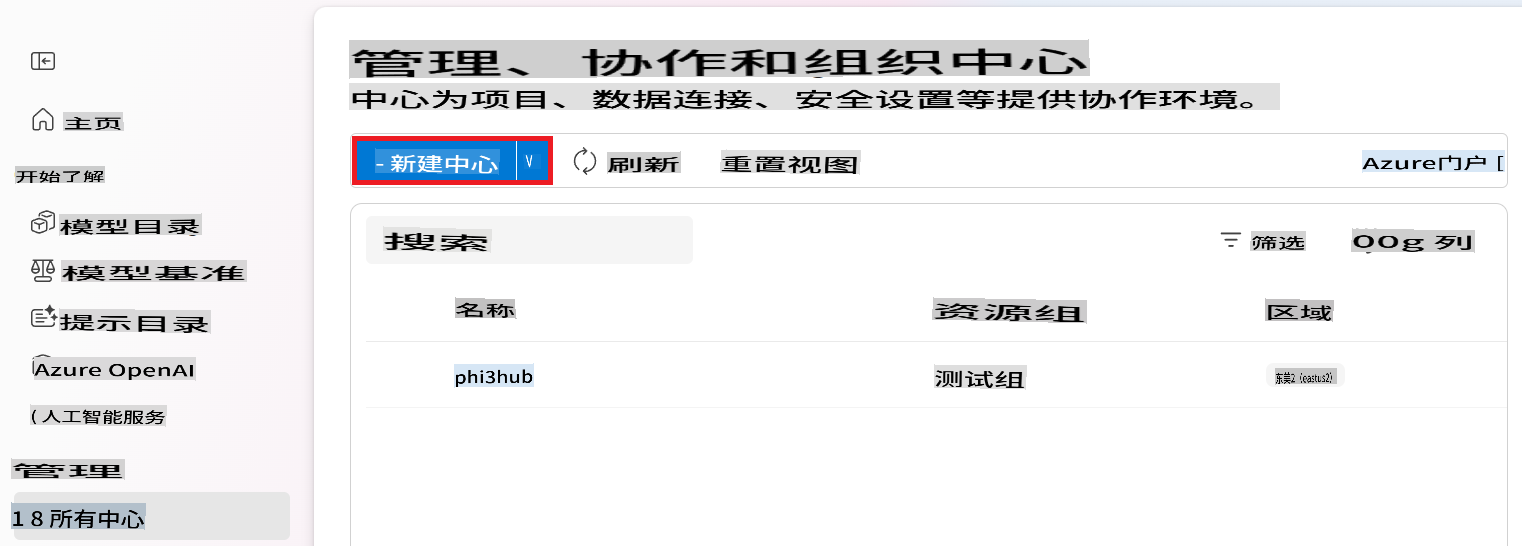 主页
开始了解
模型目录
模型基准
提示目录
Azure OpenAI
(人工智能服务
管理
1 8 所有中心
管理、协作和组织中心
中心为项目、数据连接、安全设置等提供协作环境。
- 新建中心 V
刷新
重置视图
Azure门户 [
搜索
筛选
00g 列
名称 资源组 区域
phi3hub 测试组 东美2 (eastus2)